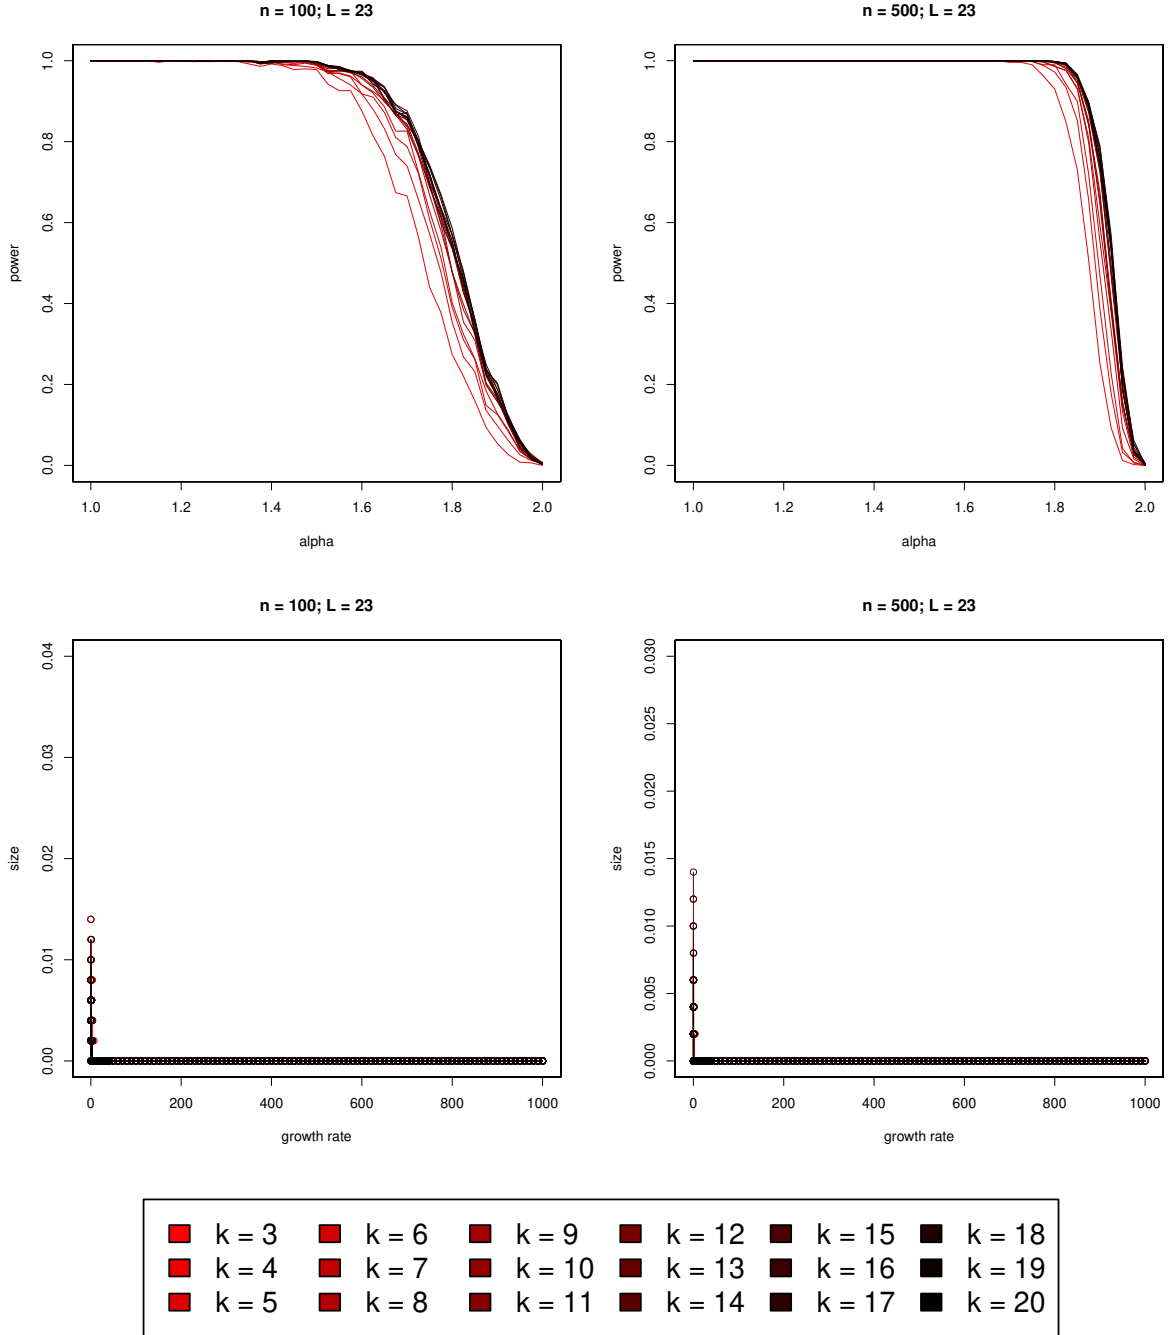 n = 100; L = 23
n = 500; L = 23
power
1.0
0.8
0.6
0.4
0.2
0.0
1.0 1.2 1.4 1.6 1.8 2.0
alpha
power
1.0
0.8
0.6
0.4
0.2
0.0
1.0 1.2 1.4 1.6 1.8 2.0
alpha
n = 100; L = 23
n = 500; L = 23
size
0.04
0.03
0.02
0.01
0.00
0 200 400 600 800 1000
growth rate
size
0.030
0.025
0.020
0.015
0.010
0.005
0.000
0 200 400 600 800 1000
growth rate
k = 3 k = 6 k = 9 k = 12 k = 15 k = 18
k = 4 k = 7 k = 10 k = 13 k = 16 k = 19
k = 5 k = 8 k = 11 k = 14 k = 17 k = 20